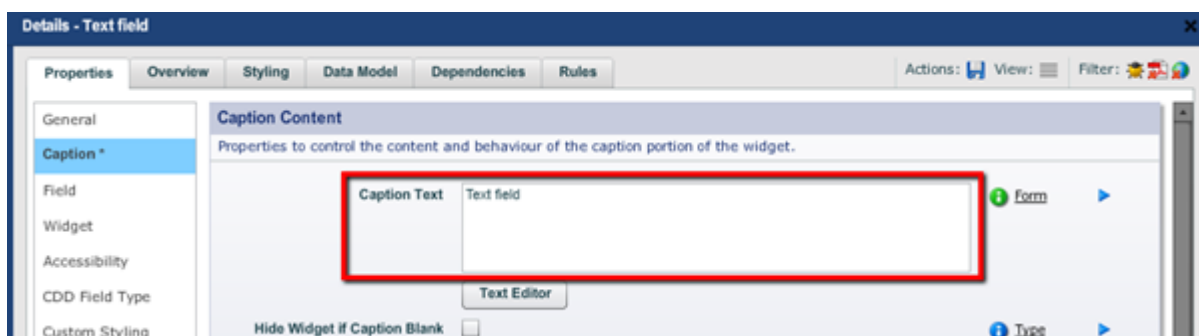 Details - Text field
Properties Overview Styling Data Model Dependencies Rules Actions: View: Filter:
General
Caption Content
Caption *
Properties to control the content and behaviour of the caption portion of the widget.
Field
Caption Text Text field Form
Widget
Accessibility
CDD Field Type
Text Editor
Custom Styling
Hide Widget if Caption Blank Type